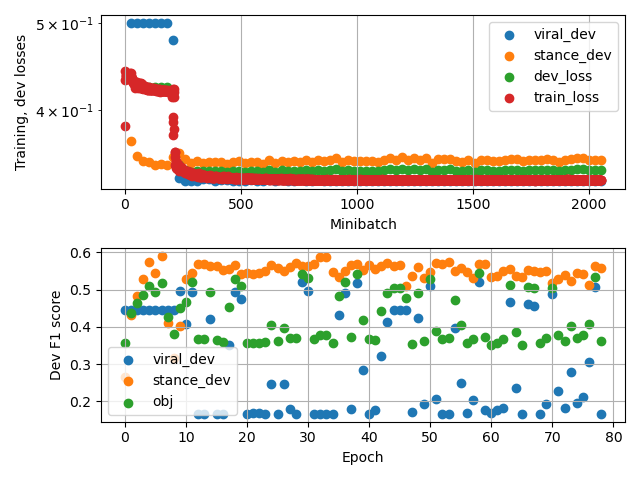 5 × 10⁻¹
4 × 10⁻¹
Training, dev losses
viral_dev
stance_dev
dev_loss
train_loss
0 500 1000 1500 2000
Minibatch
0.6
0.5
0.4
0.3
0.2
Dev F1 score
viral_dev
stance_dev
obj
0 10 20 30 40 50 60 70 80
Epoch